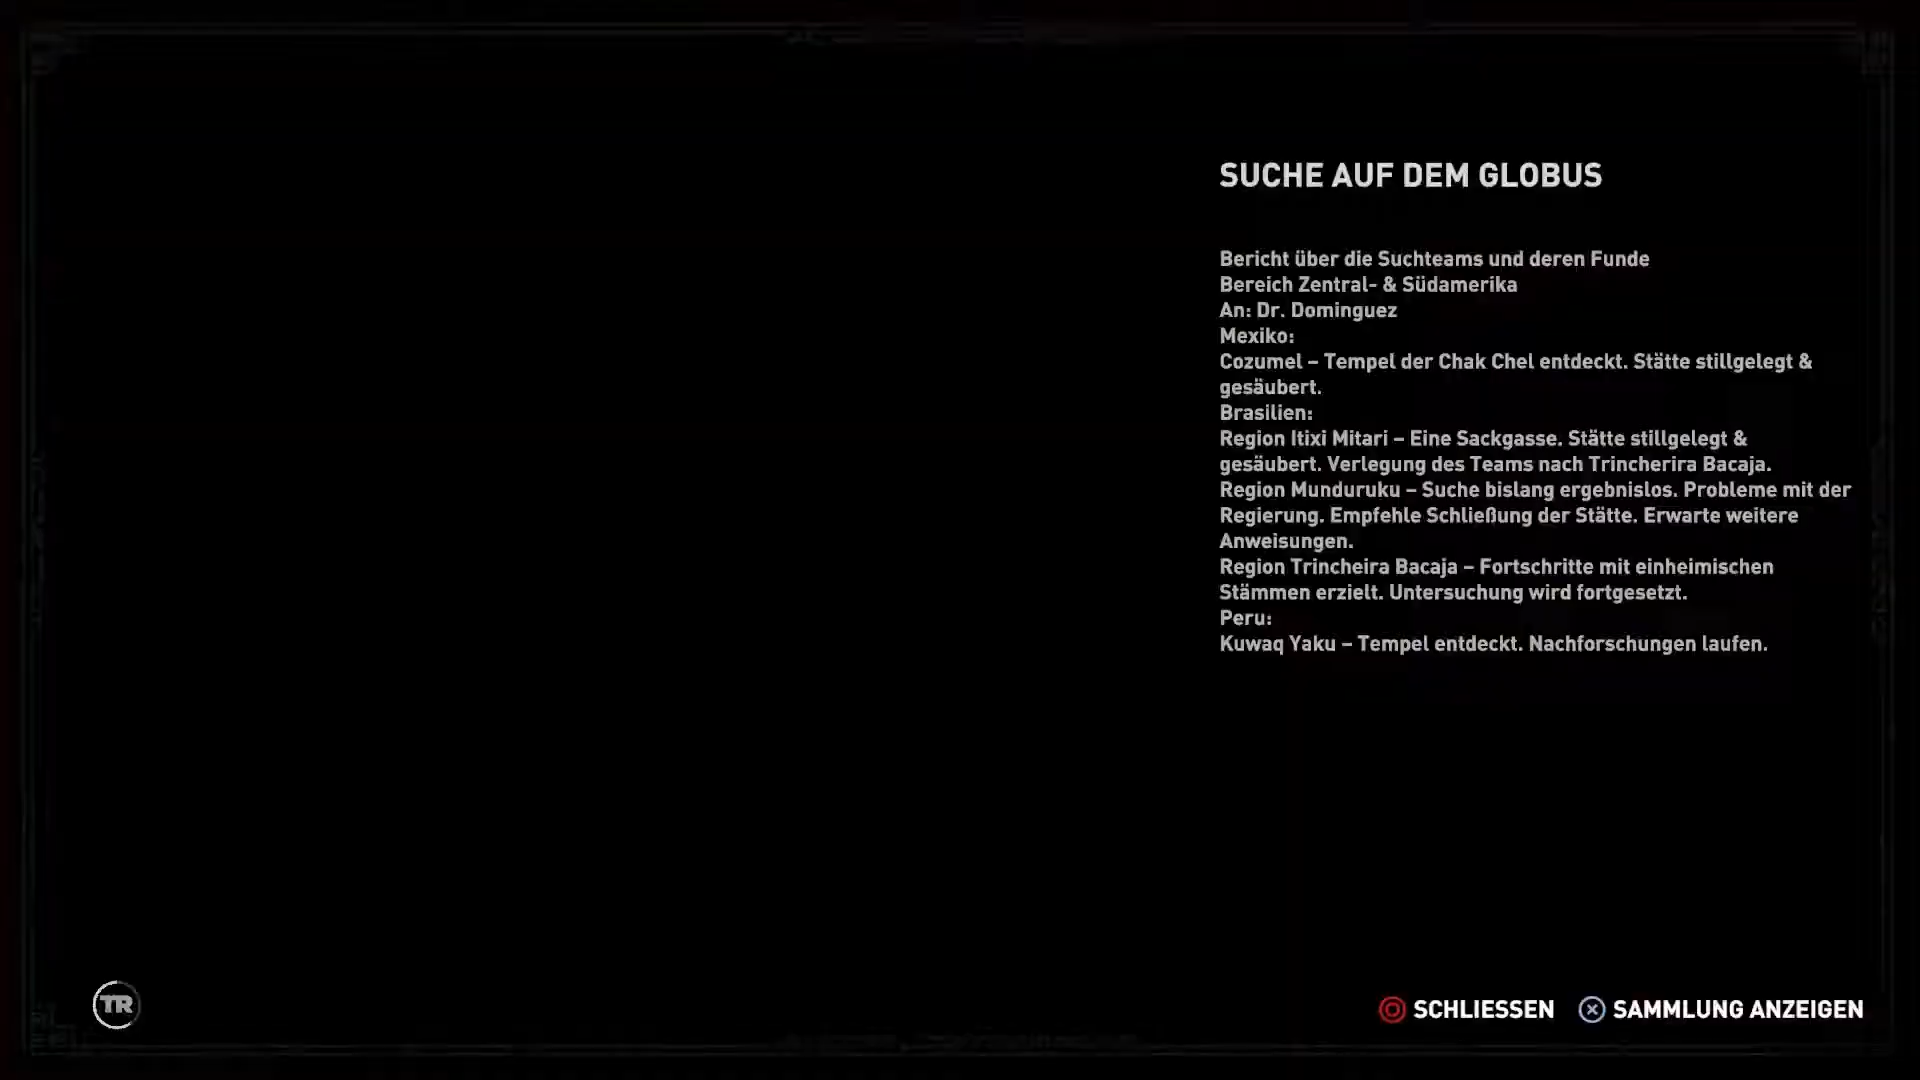 SUCHE AUF DEM GLOBUS
Bericht über die Suchteams und deren Funde
Bereich Zentral- & Südamerika
An: Dr. Dominguez
Mexiko:
Cozumel – Tempel der Chak Chel entdeckt. Stätte stillgelegt &
gesäubert.
Brasilien:
Region Itixi Mitari – Eine Sackgasse. Stätte stillgelegt &
gesäubert. Verlegung des Teams nach Trincherira Bacaja.
Region Munduruku – Suche bislang ergebnislos. Probleme mit der
Regierung. Empfehle Schließung der Stätte. Erwarte weitere
Anweisungen.
Region Trincheira Bacaja – Fortschritte mit einheimischen
Stämmen erzielt. Untersuchung wird fortgesetzt.
Peru:
Kuwaq Yaku – Tempel entdeckt. Nachforschungen laufen.
TR
SCHLIESSEN
SAMMLUNG ANZEIGEN